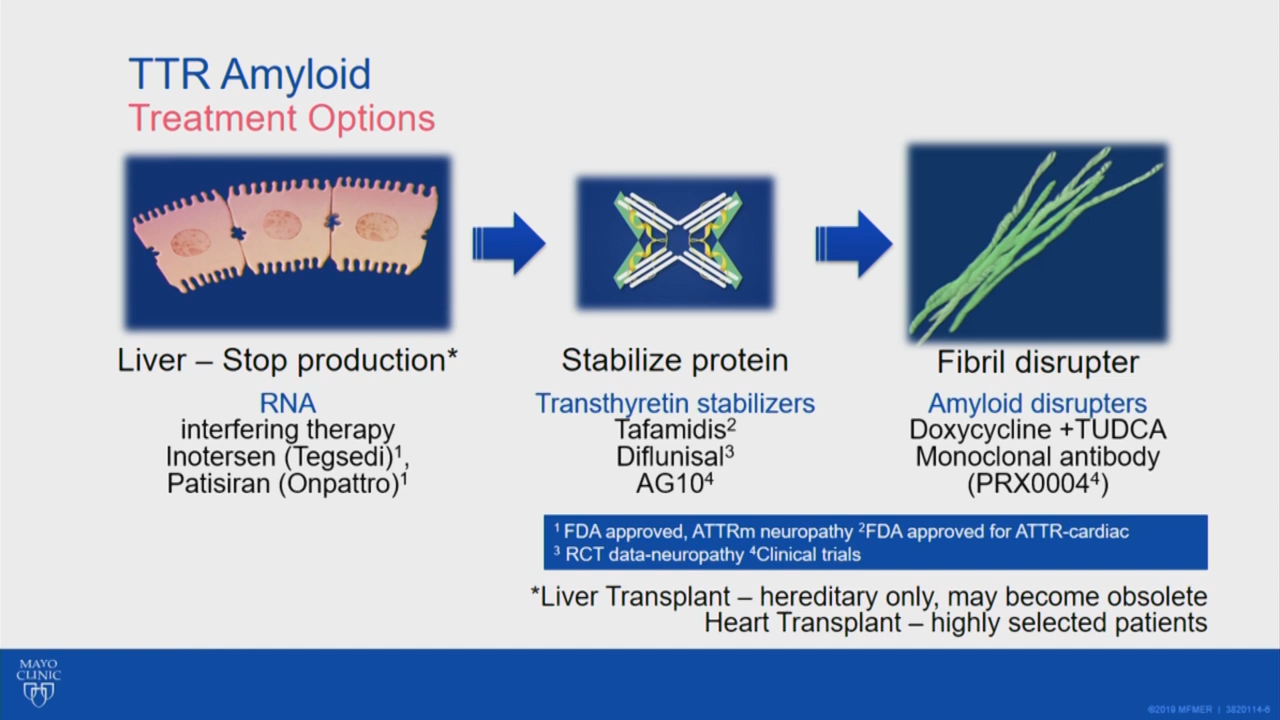 TTR Amyloid
Treatment Options
Liver – Stop production*
RNA
interfering therapy
Inotersen (Tegsedi)¹,
Patisiran (Onpattro)¹
Stabilize protein
Transthyretin stabilizers
Tafamidis²
Diflunisal³
AG10⁴
Fibril disrupter
Amyloid disrupters
Doxycycline +TUDCA
Monoclonal antibody
(PRX0004⁴)
¹ FDA approved, ATTRm neuropathy ²FDA approved for ATTR-cardiac
³ RCT data-neuropathy ⁴Clinical trials
*Liver Transplant – hereditary only, may become obsolete
Heart Transplant – highly selected patients
MAYO
CLINIC
©2019 MFMER | 3820114-6